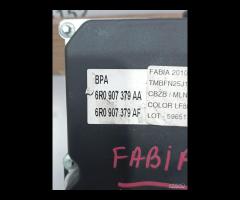 BPA
6R0 907 379 AA
6R0 907 379 AF
FABIA 2010
TMBFN25J1
CBZB / MLN
COLOR LF8
LOT - 59651
FABIA